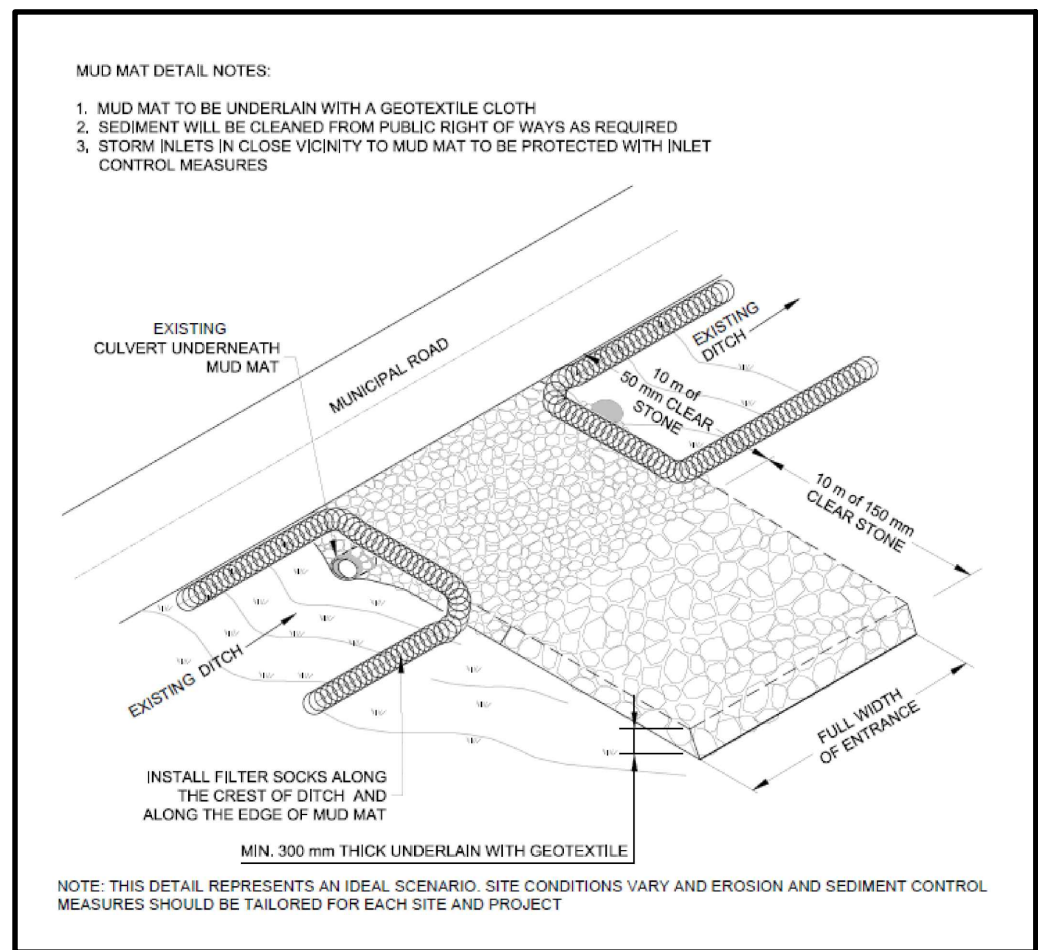 MUD MAT DETAIL NOTES:
1. MUD MAT TO BE UNDERLAIN WITH A GEOTEXTILE CLOTH
2. SEDIMENT WILL BE CLEANED FROM PUBLIC RIGHT OF WAYS AS REQUIRED
3. STORM INLETS IN CLOSE VICINITY TO MUD MAT TO BE PROTECTED WITH INLET
CONTROL MEASURES
EXISTING
CULVERT UNDERNEATH
MUD MAT
MUNICIPAL ROAD
EXISTING
DITCH
10 m of
50 mm CLEAR
STONE
10 m of 150 mm
CLEAR STONE
EXISTING DITCH
FULL WIDTH
OF ENTRANCE
INSTALL FILTER SOCKS ALONG
THE CREST OF DITCH AND
ALONG THE EDGE OF MUD MAT
MIN. 300 mm THICK UNDERLAIN WITH GEOTEXTILE
NOTE: THIS DETAIL REPRESENTS AN IDEAL SCENARIO. SITE CONDITIONS VARY AND EROSION AND SEDIMENT CONTROL
MEASURES SHOULD BE TAILORED FOR EACH SITE AND PROJECT